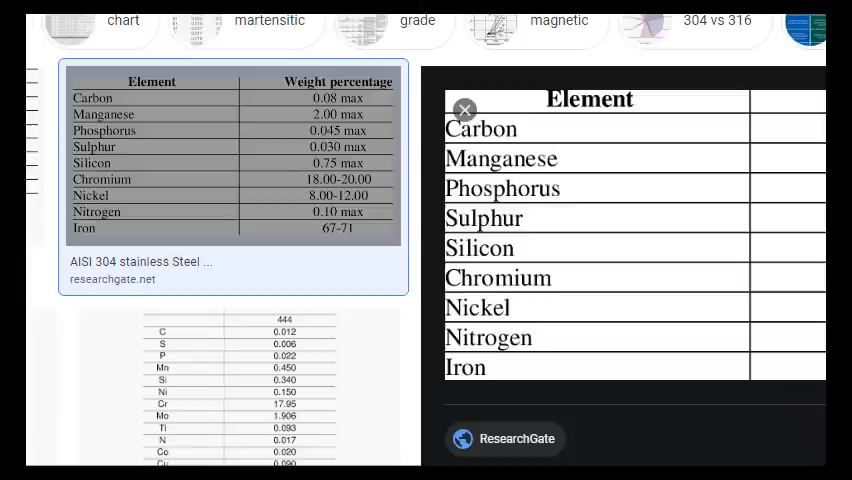 chart martensitic grade magnetic 304 vs 316
Element Weight percentage
Carbon 0.08 max
Manganese 2.00 max
Phosphorus 0.045 max
Sulphur 0.030 max
Silicon 0.75 max
Chromium 18.00-20.00
Nickel 8.00-12.00
Nitrogen 0.10 max
Iron 67-71
AISI 304 stainless Steel ...
researchgate.net
444
C 0.012
S 0.006
P 0.022
Mn 0.450
Si 0.340
Ni 0.150
Cr 17.95
Mo 1.906
Ti 0.093
N 0.017
Co 0.020
Cu 0.090
Element
Carbon
Manganese
Phosphorus
Sulphur
Silicon
Chromium
Nickel
Nitrogen
Iron
ResearchGate